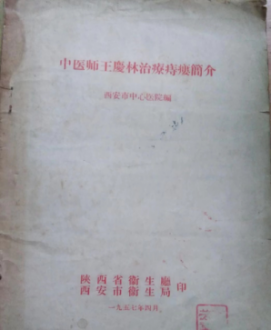 中医师王慶林治療痔瘻簡介
西安市中心医院編
陝西省衛生廳
西安市衛生局 印
一九五七年四月